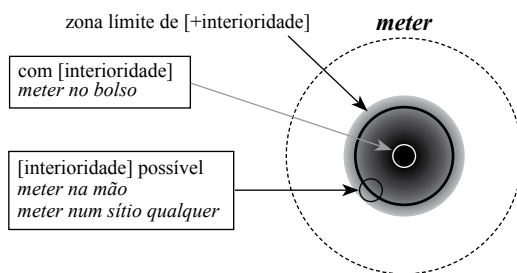 zona límite de [+interioridade]
meter
com [interioridade]
meter no bolso
[interioridade] possível
meter na mão
meter num sítio qualquer